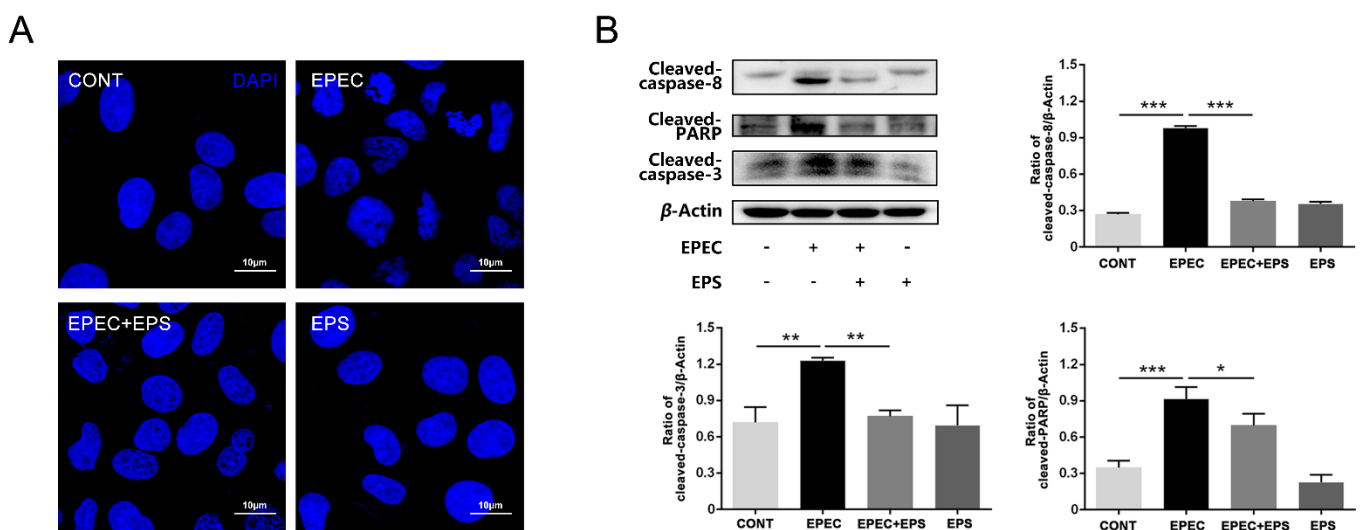 A
CONT
DAPI
10μm
EPEC
10μm
EPEC+EPS
10μm
EPS
10μm
B
Cleaved-
caspase-8
Cleaved-
PARP
Cleaved-
caspase-3
β-Actin
EPEC - + + -
EPS - - + +
Ratio of
cleaved-caspase-8/β-Actin
1.5
1.2
0.9
0.6
0.3
0
*** ***
CONT EPEC EPEC+EPS EPS
Ratio of
cleaved-caspase-3/β-Actin
1.5
1.2
0.9
0.6
0.3
0
** **
CONT EPEC EPEC+EPS EPS
Ratio of
cleaved-PARP/β-Actin
1.5
1.2
0.9
0.6
0.3
0
*** *
CONT EPEC EPEC+EPS EPS